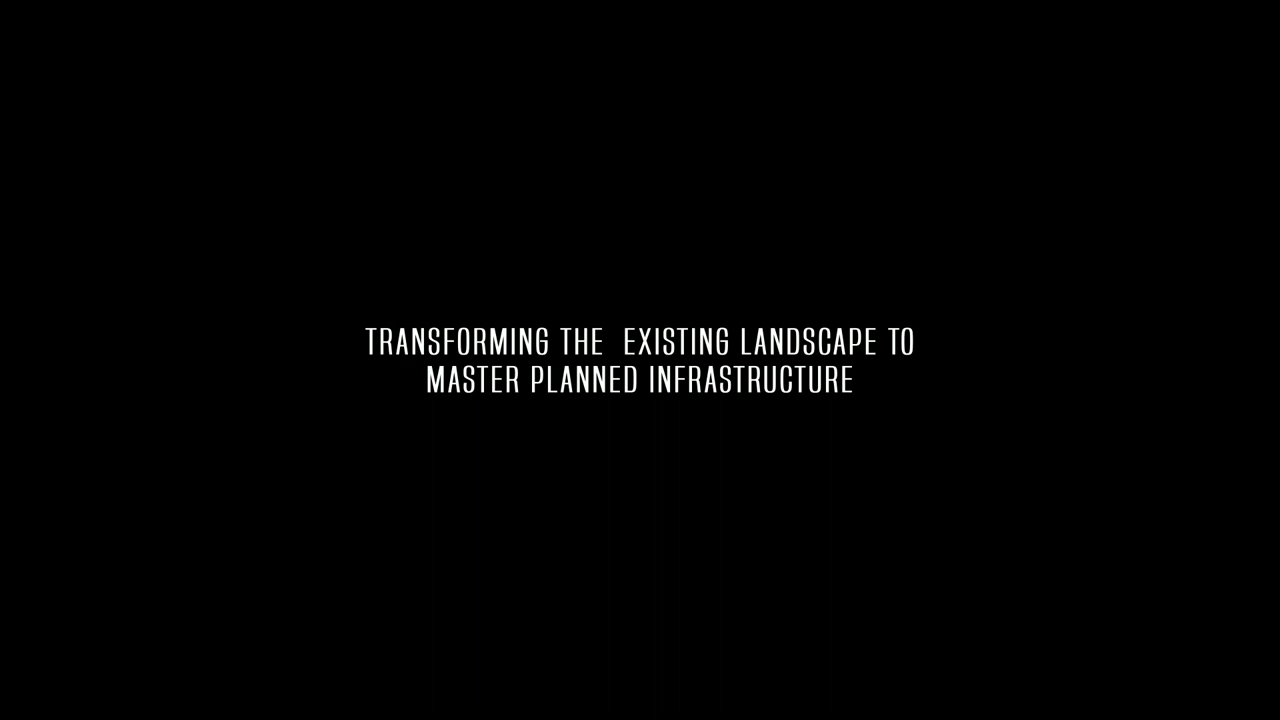 TRANSFORMING THE  EXISTING LANDSCAPE TO
MASTER PLANNED INFRASTRUCTURE